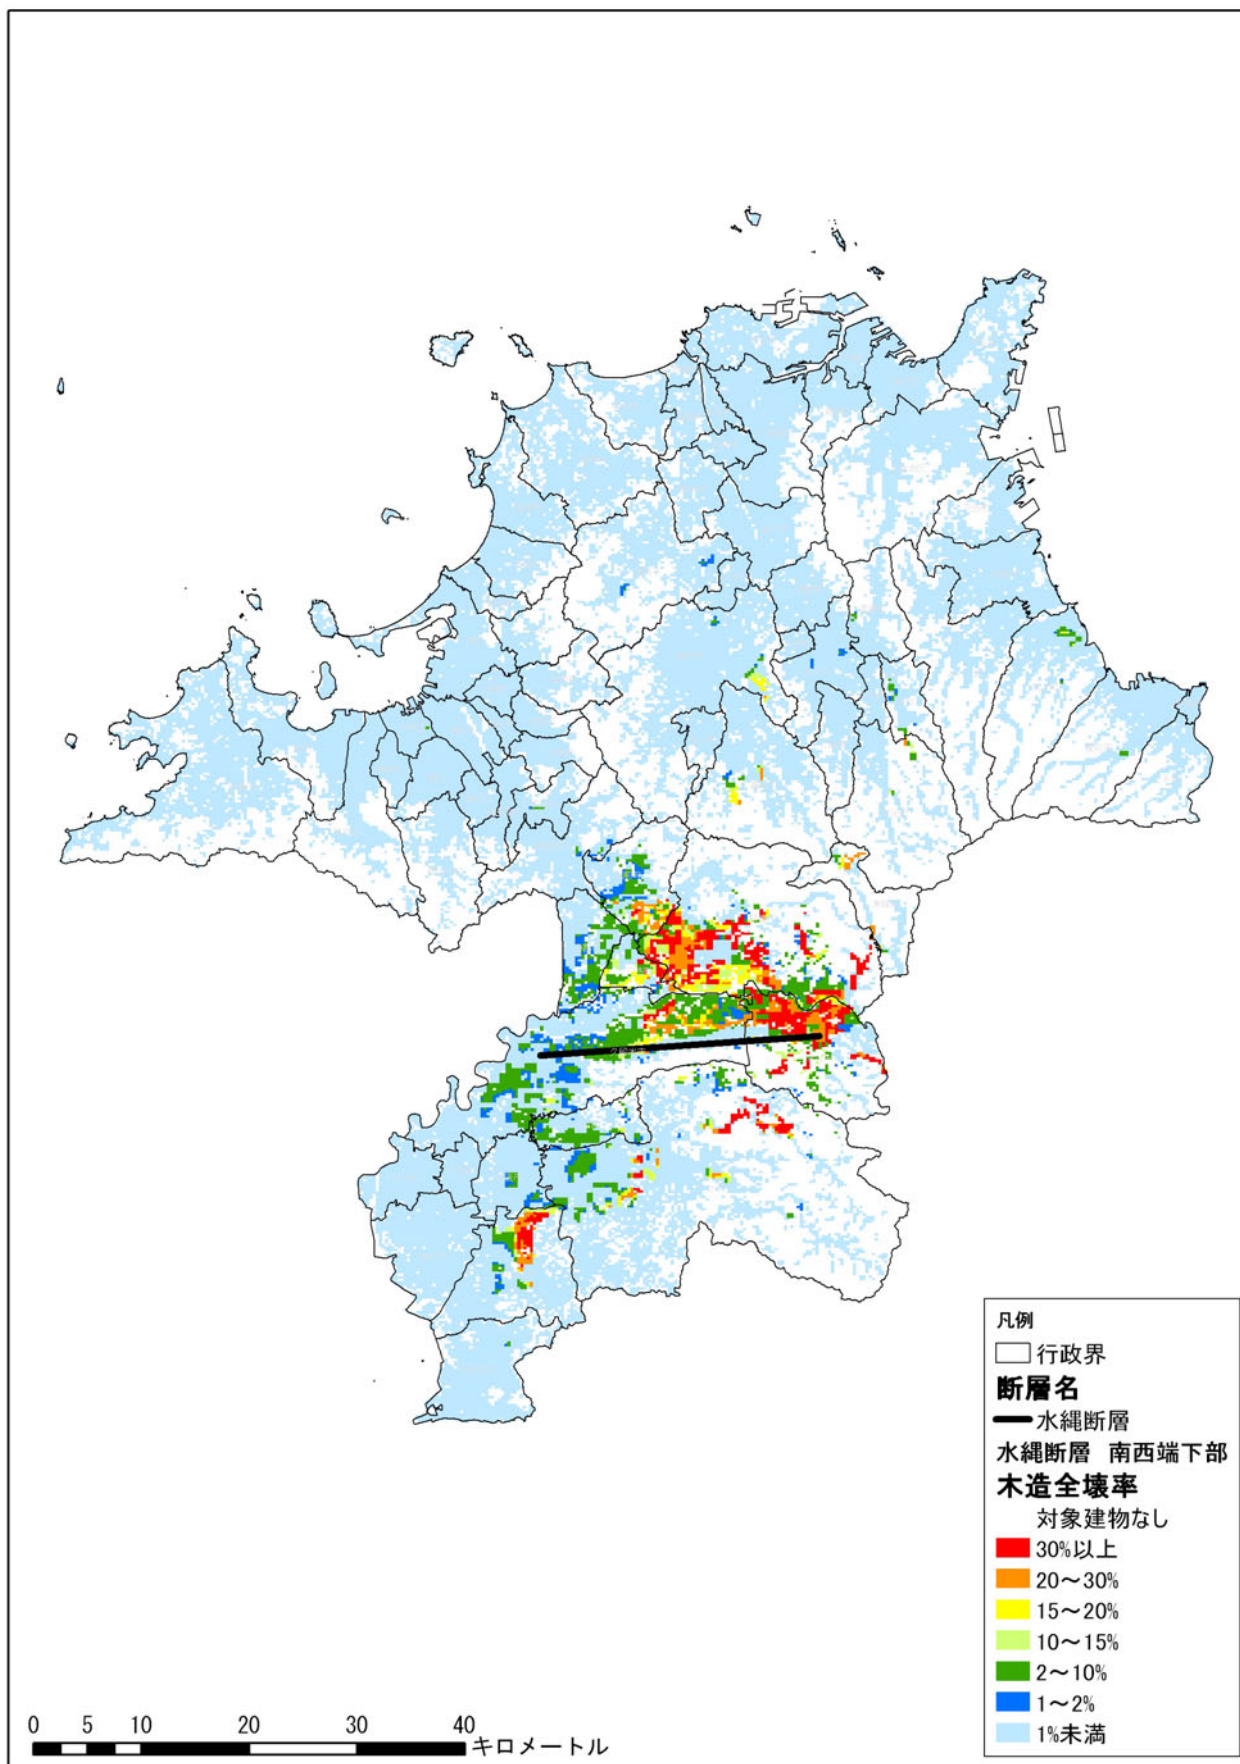 凡例
行政界
断層名
水縄断層
水縄断層 南西端下部
木造全壊率
対象建物なし
30%以上
20～30%
15～20%
10～15%
2～10%
1～2%
1%未満
0 5 10 20 30 40
キロメートル